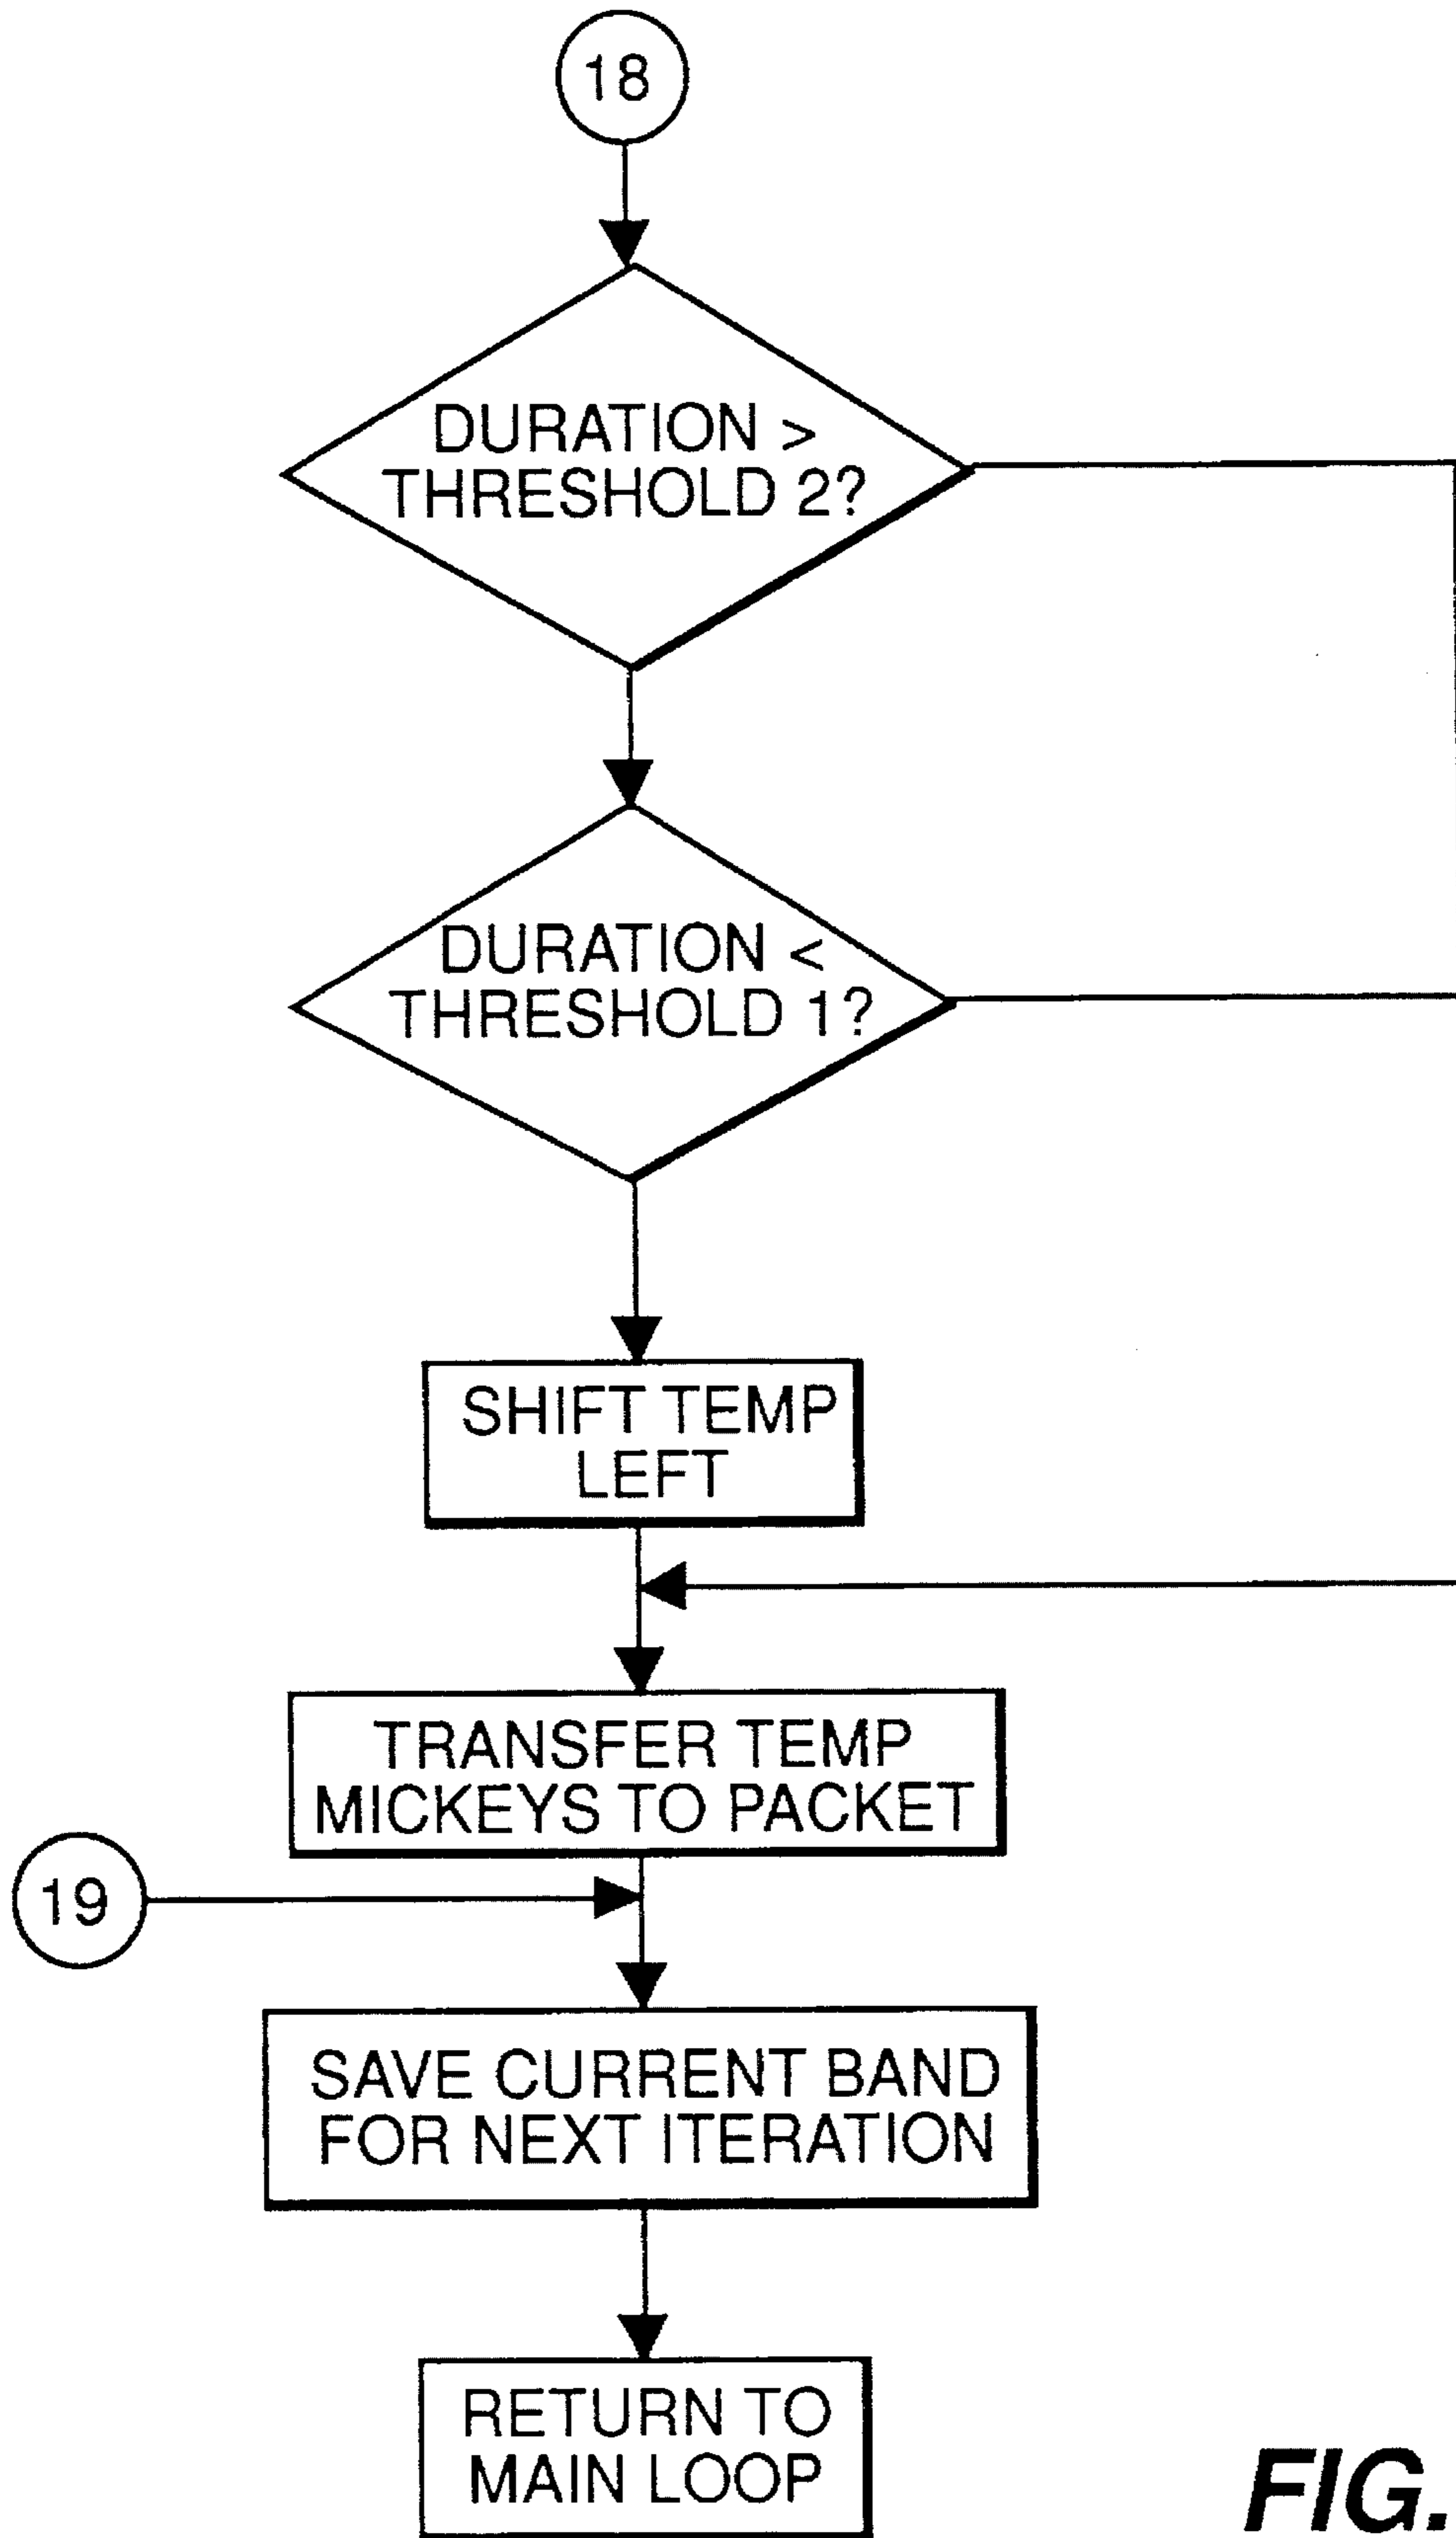 18
DURATION >
THRESHOLD 2?
DURATION <
THRESHOLD 1?
SHIFT TEMP
LEFT
TRANSFER TEMP
MICKEYS TO PACKET
19
SAVE CURRENT BAND
FOR NEXT ITERATION
RETURN TO
MAIN LOOP
FIG.